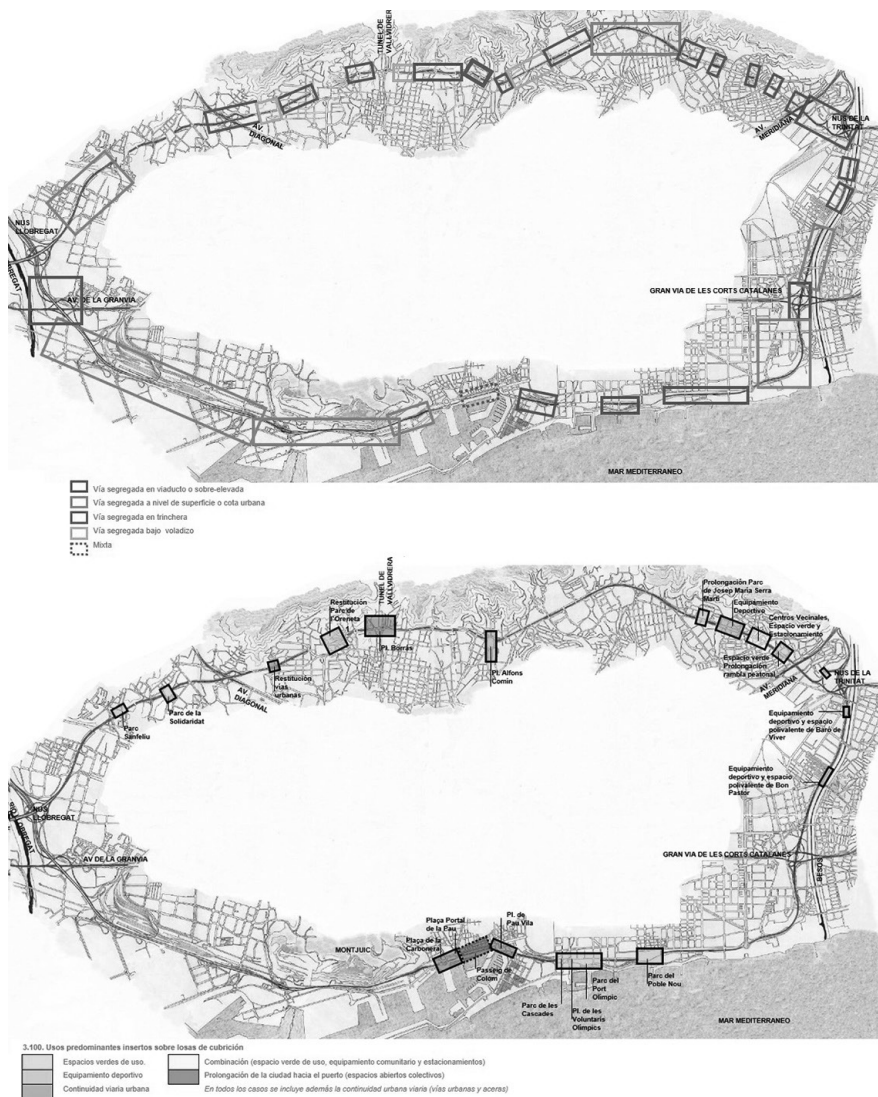 TUNEL DE
VALLVIDRER
AV.
DIAGONAL
AV.
MERIDIANA
NUS DE LA
TRINITAT
NUS
LLOBREGAT
BREGAT
AV. DE LA GRANVIA
GRAN VIA DE LES CORTS CATALANES
MAR MEDITERRANEO
Vía segregada en viaducto o sobre-elevada
Vía segregada a nivel de superficie o cota urbana
Vía segregada en trinchera
Vía segregada bajo voladizo
Mixta
TUNEL DE
VALLVIDRERA
Restitución
Parc de
l'Oreneta
Pl. Borràs
Prolongación Parc
de Josep Maria Serra
Martí
Equipamiento
Deportivo
Centros Vecinales,
Espacio verde y
Estacionamiento
Espacio verde
Prolongación
rambla peatonal
Pl. Alfons
Comín
AV.
MERIDIANA
NUS DE LA
TRINITAT
AV.
DIAGONAL
Restitución
vías
urbanas
Parc de la
Solidaritat
Parc
Sanfeliu
Equipamiento
deportivo y espacio
polivalente de Baró de
Viver
Equipamiento
deportivo y espacio
polivalente de Bon
Pastor
NUS
LLOBREGAT
LLOBREGAT
AV DE LA GRANVIA
GRAN VIA DE LES CORTS CATALANES
BESOS
MONTJUIC
Plaça Portal
de la Pau
Plaça de la
Carbonera
Pl. de
Pau Vila
Passeig de
Colom
Parc de les
Cascades
Pl. de les
Voluntaris
Olímpics
Parc del
Port
Olímpic
Parc del
Poble Nou
MAR MEDITERRANEO
3.100. Usos predominantes insertos sobre losas de cubrición
Espacios verdes de uso.
Equipamiento deportivo
Continuidad viaria urbana
Combinación (espacio verde de uso, equipamiento comunitario y estacionamientos)
Prolongación de la ciudad hacia el puerto (espacios abiertos colectivos)
En todos los casos se incluye además la continuidad urbana viaria (vías urbanas y aceras)